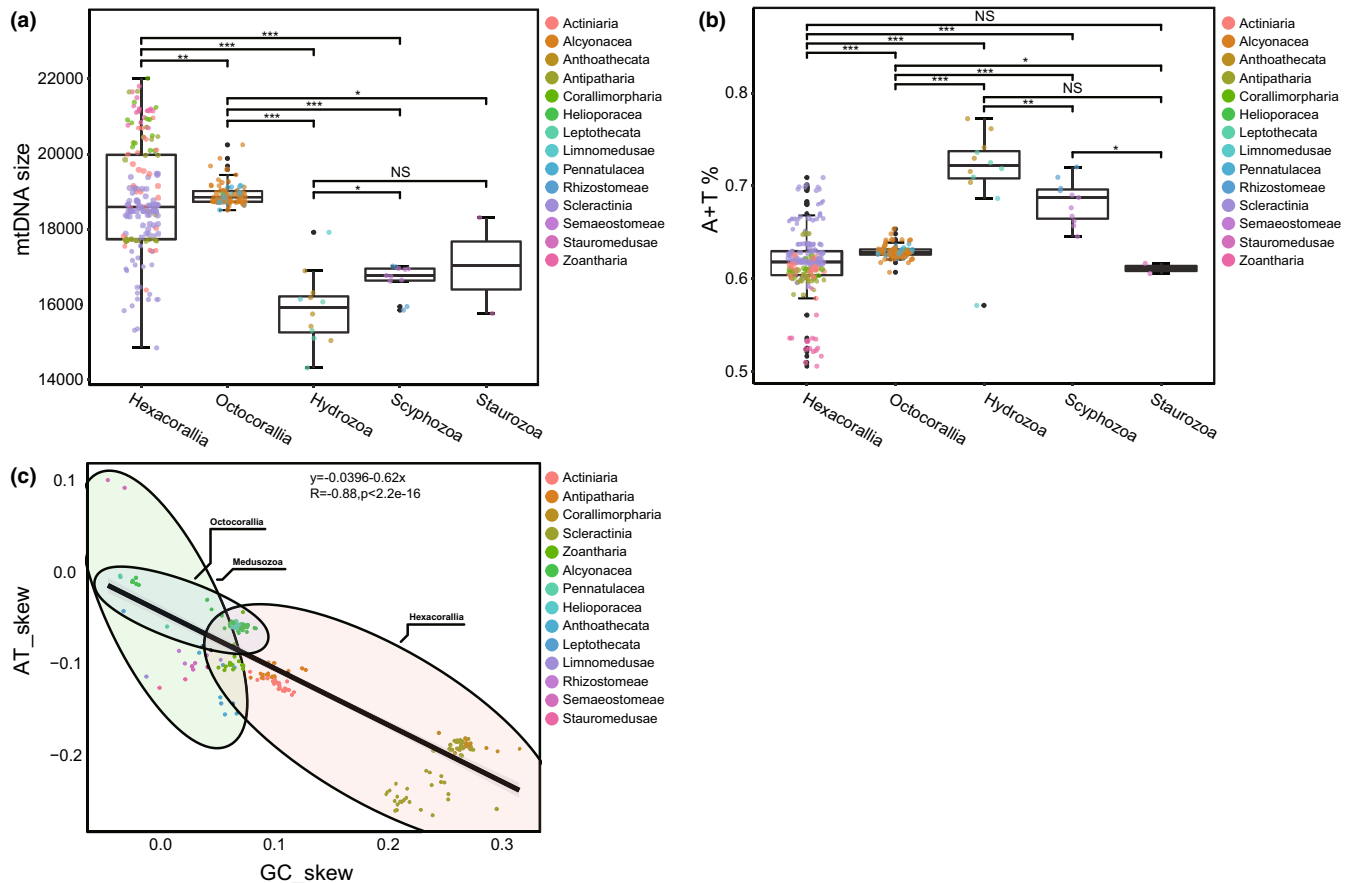 (a)
mtDNA size
22000
20000
18000
16000
14000
***
***
**
*
***
***
NS
*
Hexacorallia
Octocorallia
Hydrozoa
Scyphozoa
Staurozoa
Actiniaria
Alcyonacea
Anthoathecata
Antipatharia
Corallimorpharia
Helioporacea
Leptothecata
Limnomedusae
Pennatulacea
Rhizostomeae
Scleractinia
Semaeostomeae
Stauromedusae
Zoantharia
(b)
A+T %
0.8
0.7
0.6
0.5
NS
***
***
***
*
***
***
NS
**
*
Hexacorallia
Octocorallia
Hydrozoa
Scyphozoa
Staurozoa
Actiniaria
Alcyonacea
Anthoathecata
Antipatharia
Corallimorpharia
Helioporacea
Leptothecata
Limnomedusae
Pennatulacea
Rhizostomeae
Scleractinia
Semaeostomeae
Stauromedusae
Zoantharia
(c)
AT_skew
0.1
0.0
−0.1
−0.2
y=-0.0396-0.62x
R=-0.88,p<2.2e-16
Octocorallia
Medusozoa
Hexacorallia
0.0
0.1
0.2
0.3
GC_skew
Actiniaria
Antipatharia
Corallimorpharia
Scleractinia
Zoantharia
Alcyonacea
Pennatulacea
Helioporacea
Anthoathecata
Leptothecata
Limnomedusae
Rhizostomeae
Semaeostomeae
Stauromedusae